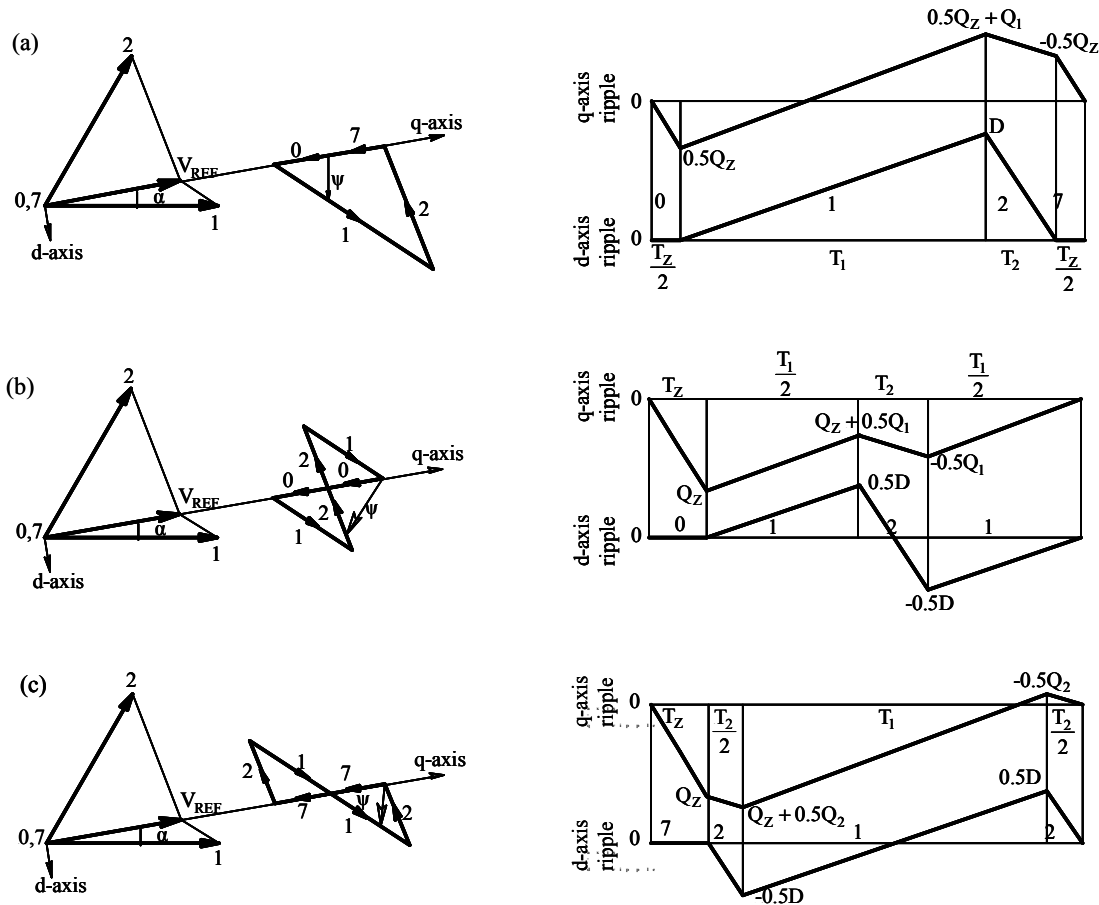 (a)
2
V_REF
0,7
α
1
d-axis
0
7
q-axis
ψ
1
2
0.5Q_Z + Q_1
-0.5Q_Z
q-axis
ripple
0
0.5Q_Z
D
0
1
2
7
d-axis
ripple
0
T_Z/2
T_1
T_2
T_Z/2
(b)
2
V_REF
0,7
α
1
d-axis
1
2
0
0
q-axis
2
1
ψ
q-axis
ripple
0
T_Z
T_1/2
T_2
T_1/2
Q_Z + 0.5Q_1
-0.5Q_1
Q_Z
0.5D
d-axis
ripple
0
0
1
2
1
-0.5D
(c)
2
V_REF
0,7
α
1
d-axis
2
1
7
7
q-axis
ψ
1
2
-0.5Q_2
q-axis
ripple
0
T_Z
T_2/2
T_1
T_2/2
Q_Z
Q_Z + 0.5Q_2
0.5D
d-axis
ripple
0
7
2
1
2
-0.5D